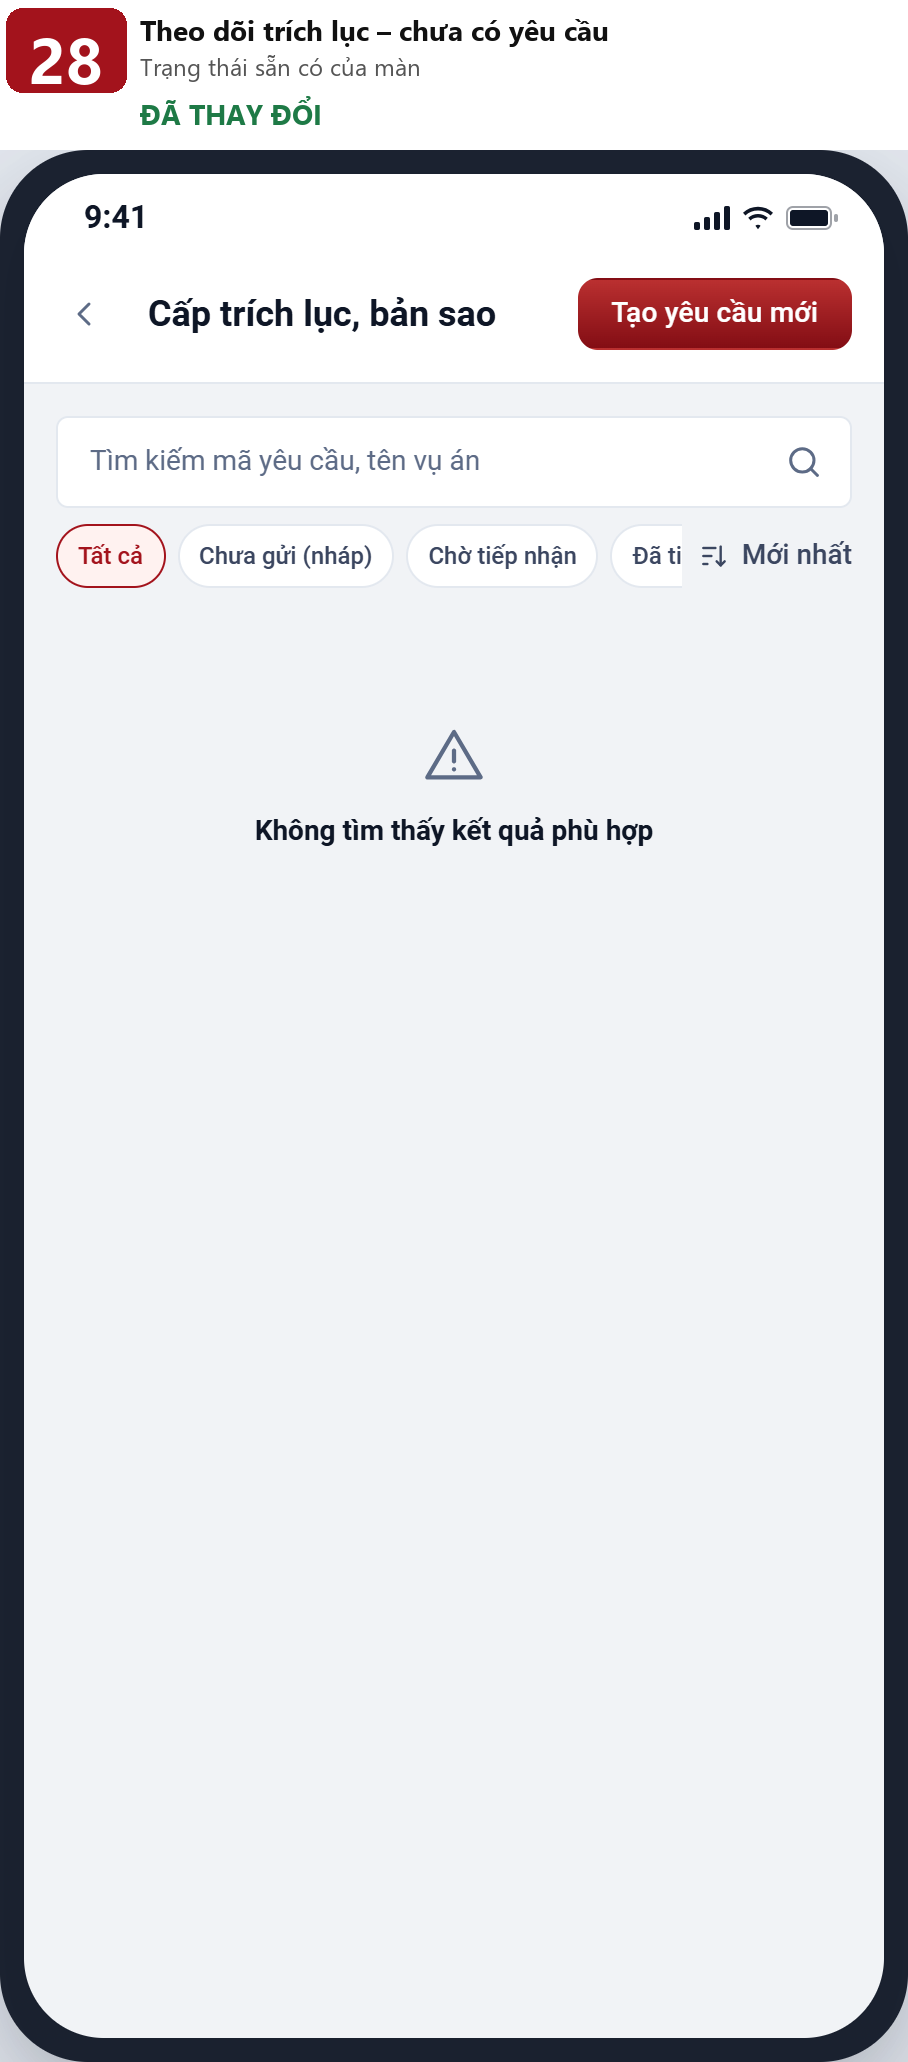 28
Theo dõi trích lục – chưa có yêu cầu
Trạng thái sẵn có của màn
ĐÃ THAY ĐỔI
9:41
Cấp trích lục, bản sao
Tạo yêu cầu mới
Tìm kiếm mã yêu cầu, tên vụ án
Tất cả
Chưa gửi (nháp)
Chờ tiếp nhận
Đã ti
Mới nhất
Không tìm thấy kết quả phù hợp